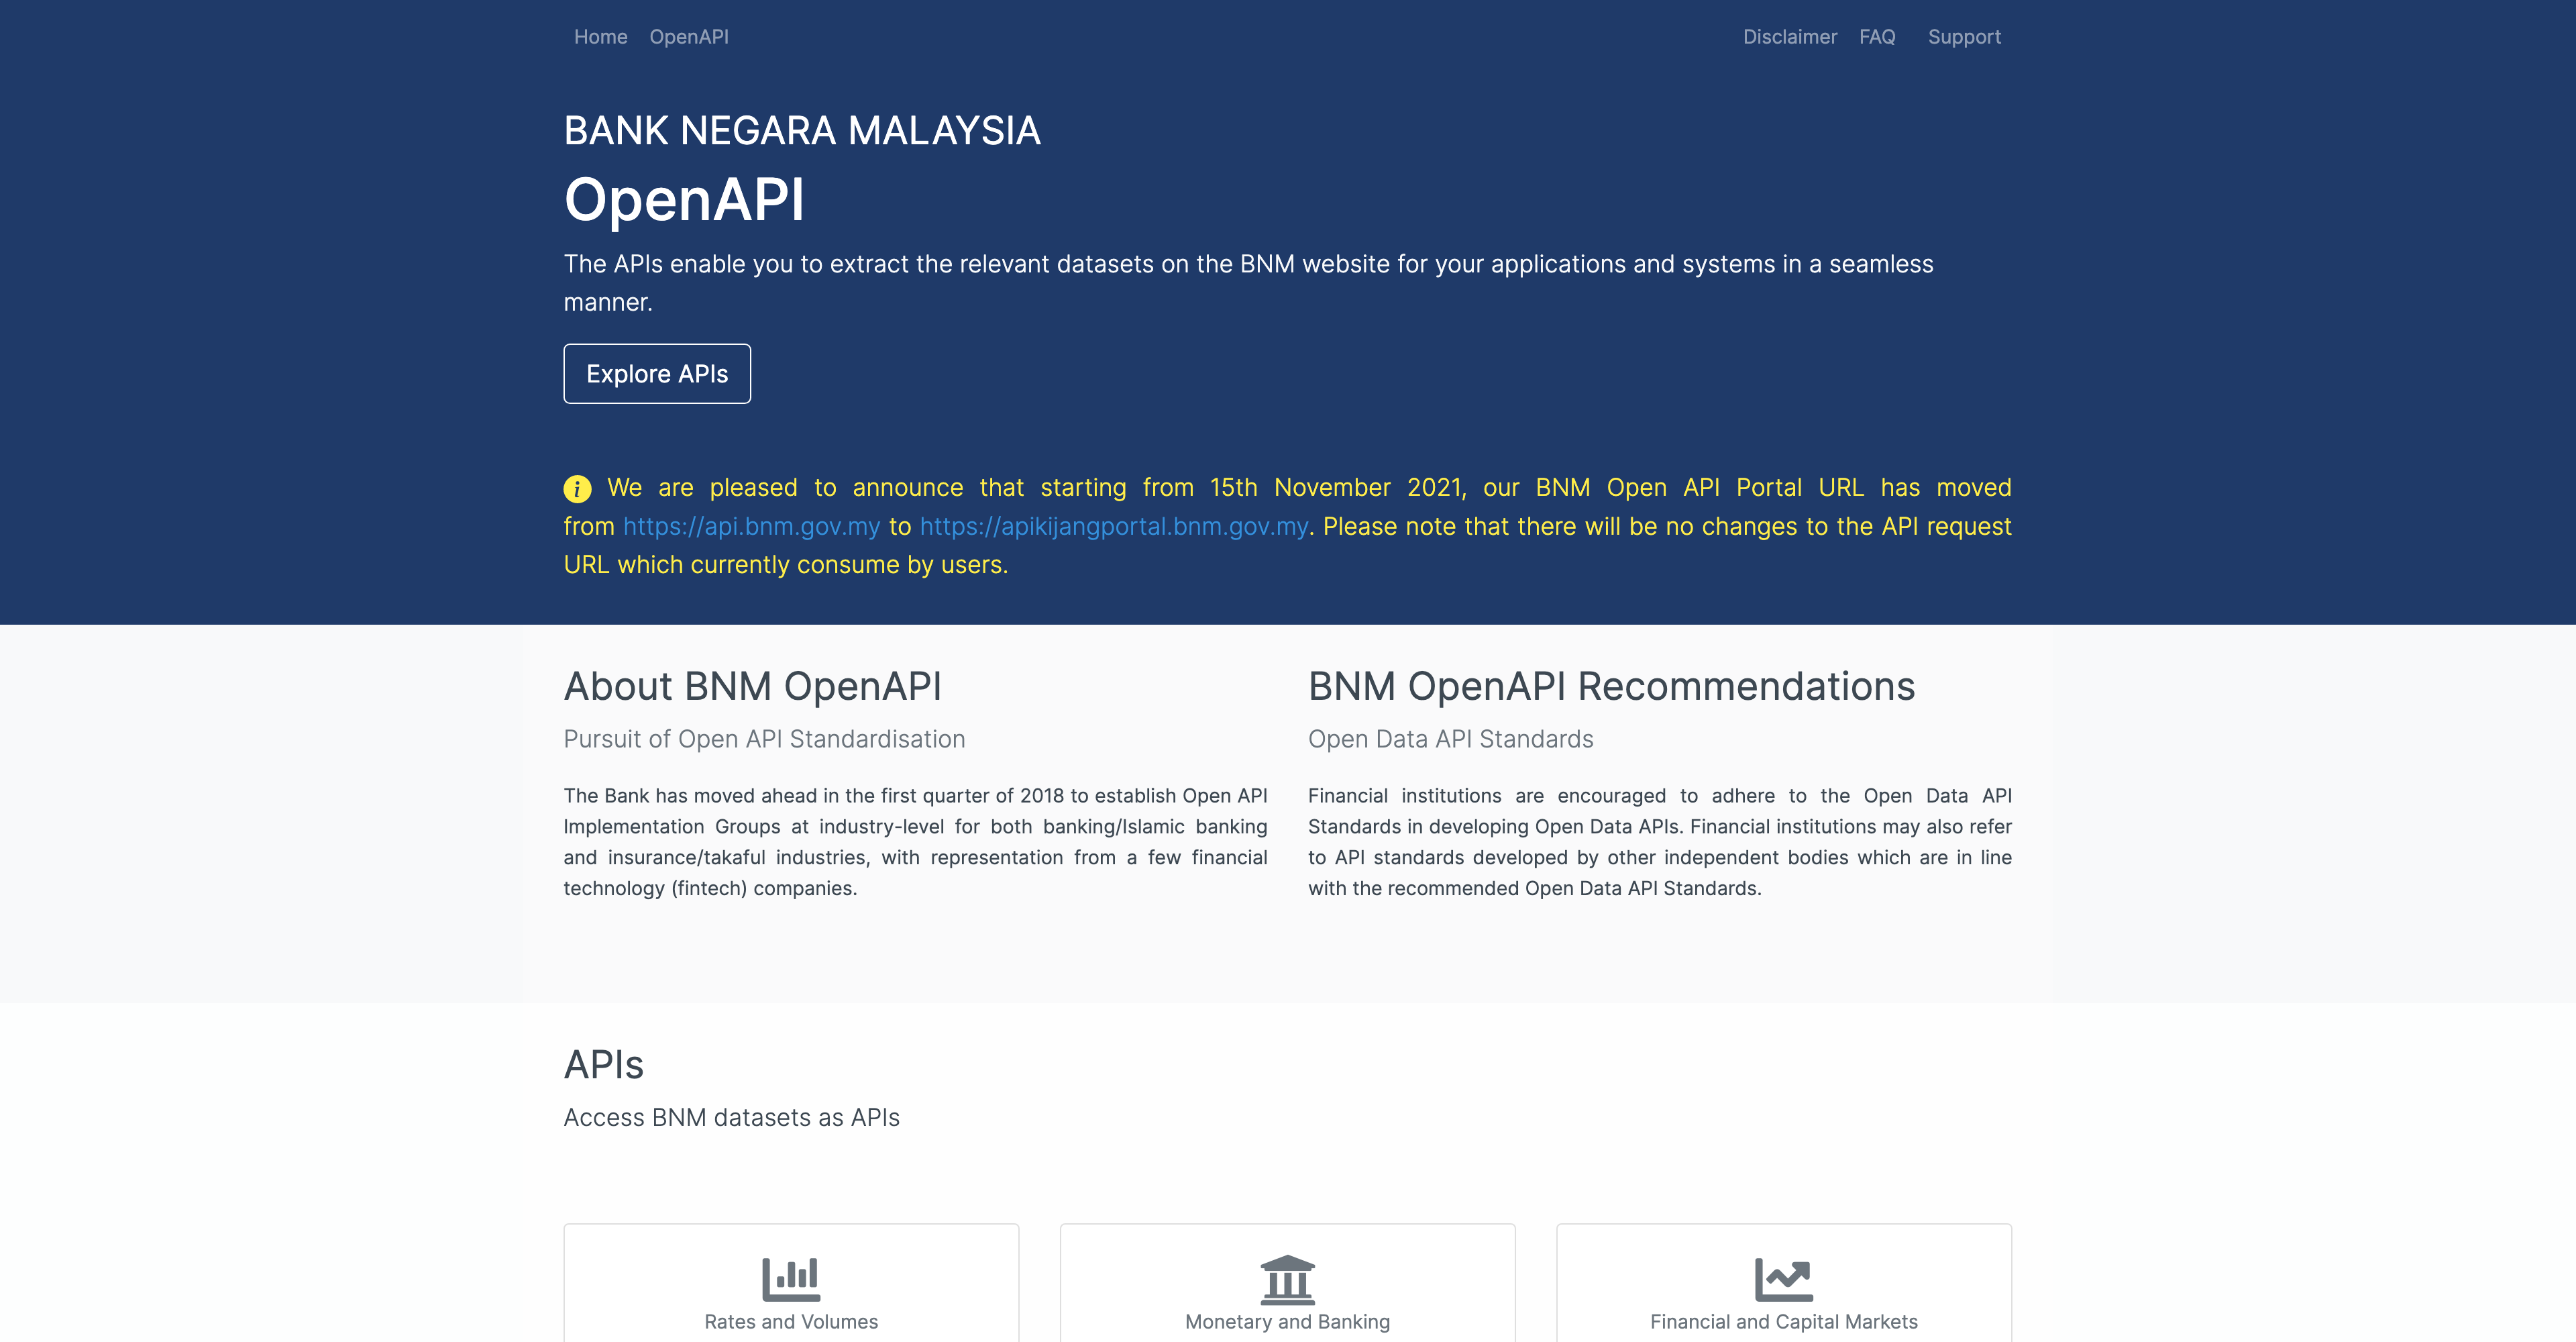 Home OpenAPI Disclaimer FAQ Support
BANK NEGARA MALAYSIA
OpenAPI
The APIs enable you to extract the relevant datasets on the BNM website for your applications and systems in a seamless
manner.
Explore APIs
We are pleased to announce that starting from 15th November 2021, our BNM Open API Portal URL has moved
from https://api.bnm.gov.my to https://apikijangportal.bnm.gov.my. Please note that there will be no changes to the API request
URL which currently consume by users.
About BNM OpenAPI
Pursuit of Open API Standardisation
The Bank has moved ahead in the first quarter of 2018 to establish Open API
Implementation Groups at industry-level for both banking/Islamic banking
and insurance/takaful industries, with representation from a few financial
technology (fintech) companies.
BNM OpenAPI Recommendations
Open Data API Standards
Financial institutions are encouraged to adhere to the Open Data API
Standards in developing Open Data APIs. Financial institutions may also refer
to API standards developed by other independent bodies which are in line
with the recommended Open Data API Standards.
APIs
Access BNM datasets as APIs
Rates and Volumes
Monetary and Banking
Financial and Capital Markets